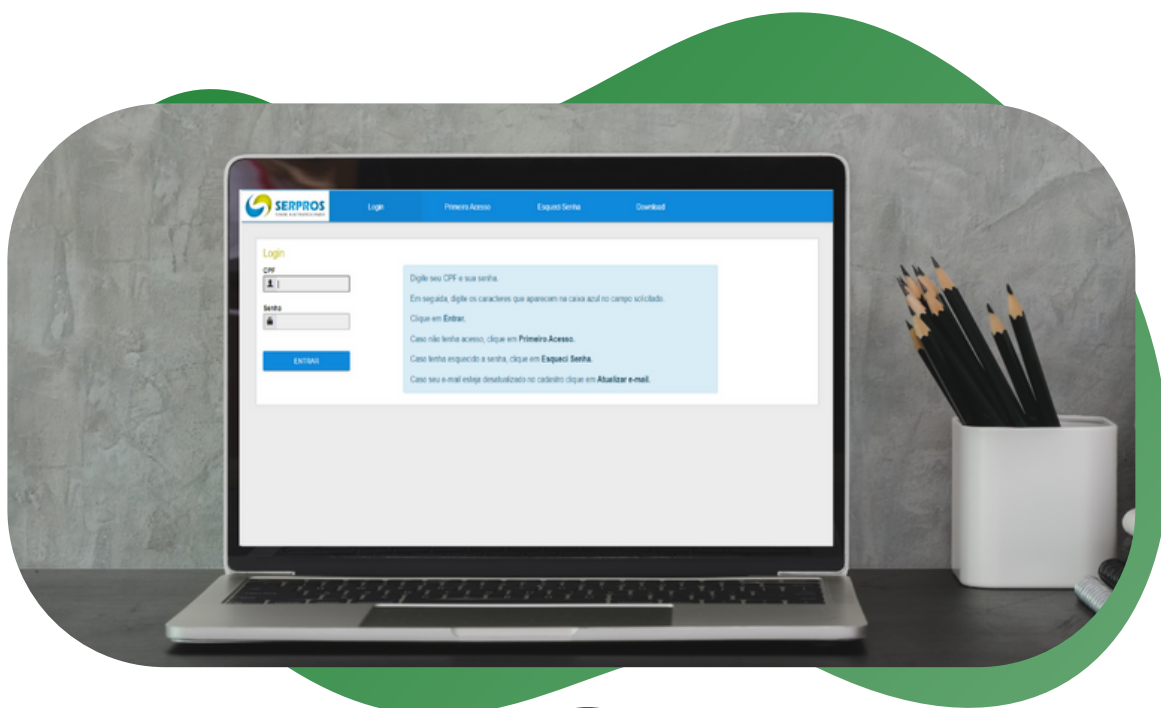 SERPROS
Login
Primeiro Acesso
Esqueci Senha
Download
Login
CPF
Senha
ENTRAR
Digite seu CPF e sua senha.
Em seguida, digite os caracteres que aparecem na caixa azul no campo solicitado.
Clique em Entrar.
Caso não tenha acesso, clique em Primeiro Acesso.
Caso tenha esquecido a senha, clique em Esqueci Senha.
Caso seu e-mail esteja desatualizado no cadastro clique em Atualizar e-mail.